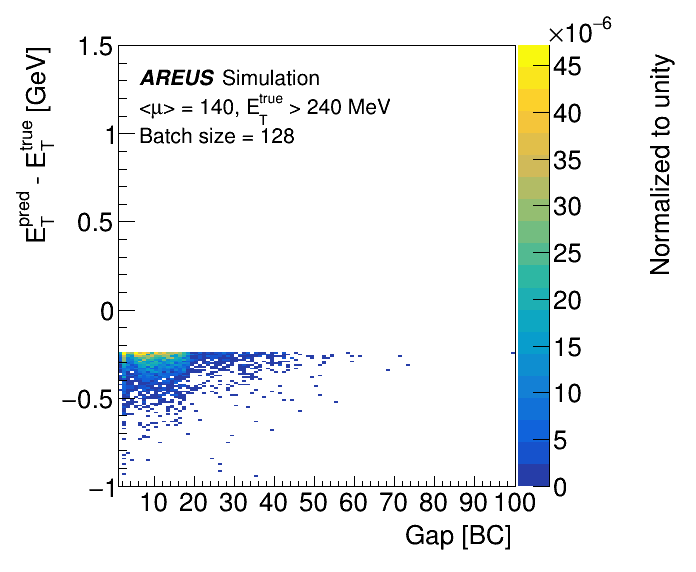 ×10⁻⁶
1.5
1
0.5
0
−0.5
−1
E_T^pred - E_T^true [GeV]
AREUS Simulation
<μ> = 140, E_T^true > 240 MeV
Batch size = 128
10 20 30 40 50 60 70 80 90 100
Gap [BC]
45
40
35
30
25
20
15
10
5
0
Normalized to unity